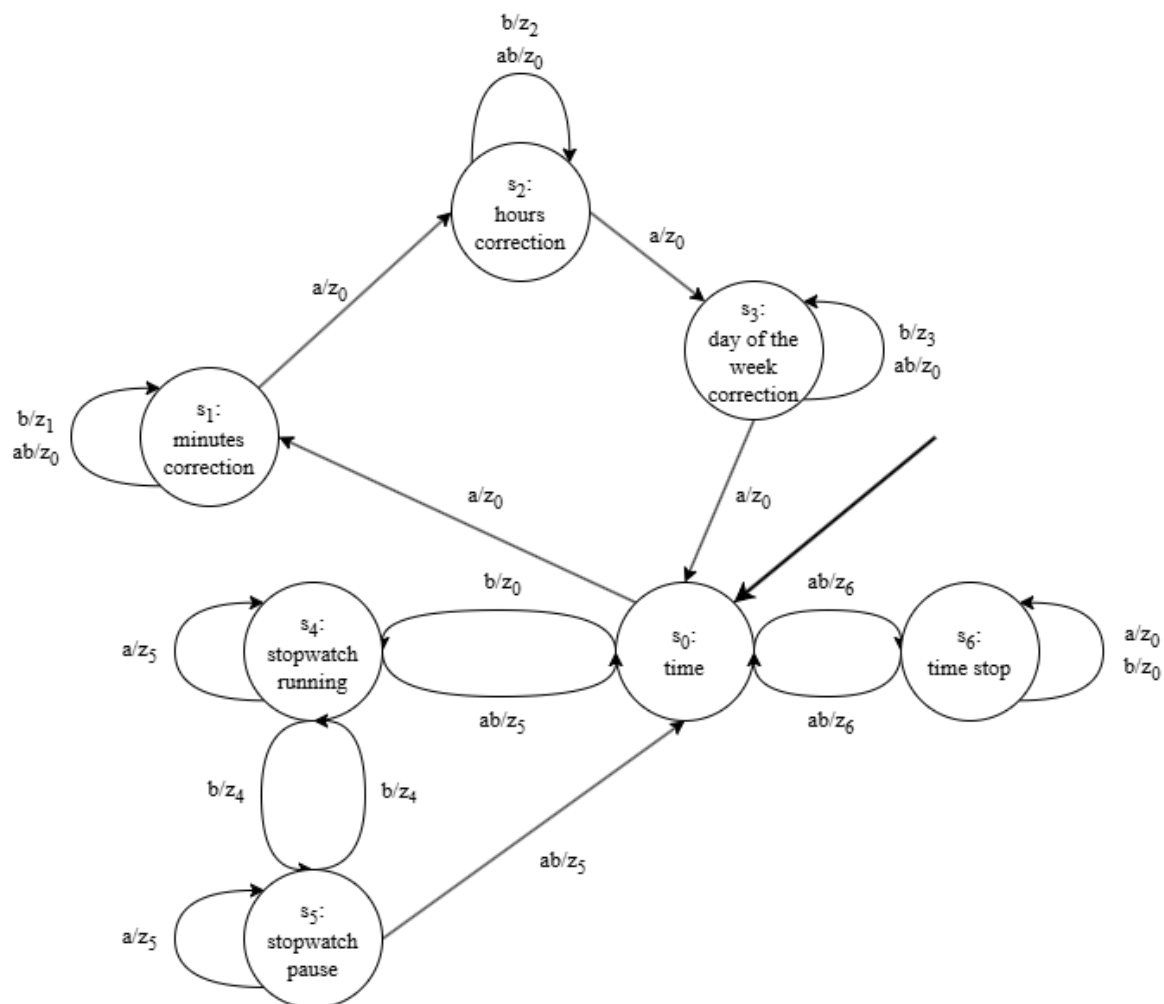 b/z2
ab/z0
s2:
hours
correction
a/z0
a/z0
s3:
day of the
week
correction
b/z3
ab/z0
s1:
minutes
correction
b/z1
ab/z0
a/z0
a/z0
b/z0
ab/z6
s4:
stopwatch
running
a/z5
s0:
time
s6:
time stop
a/z0
b/z0
ab/z5
ab/z6
b/z4
b/z4
ab/z5
s5:
stopwatch
pause
a/z5